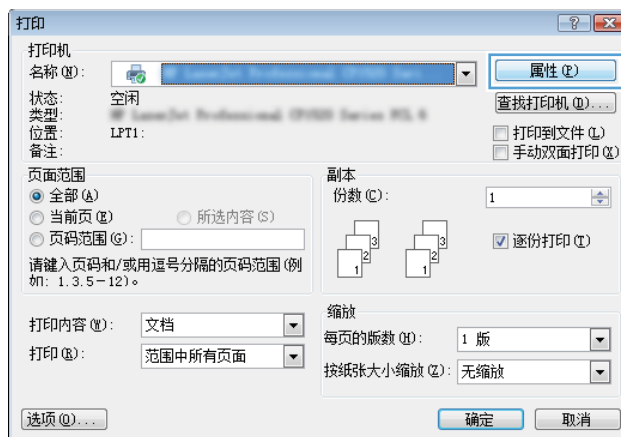 打印
打印机
名称(N):
属性(P)
状态: 空闲
类型:
查找打印机(D)...
位置: LPT1:
打印到文件(L)
备注:
手动双面打印(X)
页面范围
全部(A)
当前页(E) 所选内容(S)
页码范围(G):
请键入页码和/或用逗号分隔的页码范围(例
如: 1.3.5-12)。
副本
份数(C): 1
3
2
1
3
2
1
逐份打印(T)
打印内容(W): 文档
打印(R): 范围中所有页面
缩放
每页的版数(H): 1 版
按纸张大小缩放(Z): 无缩放
选项(O)...
确定 取消